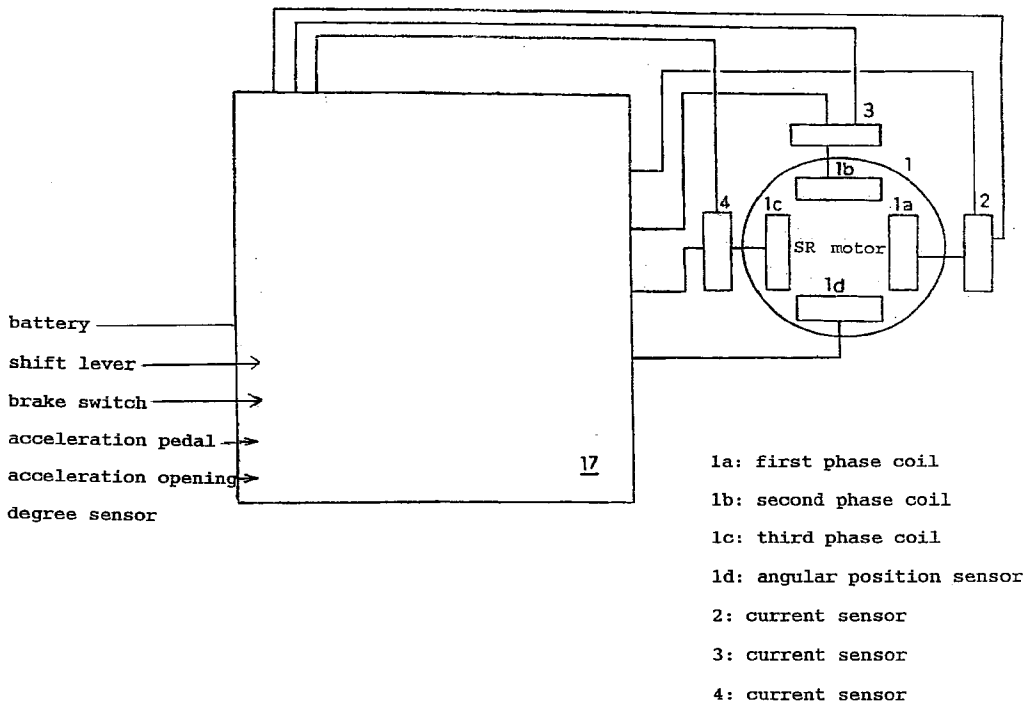 3
1
1b
4
1c
1a
2
SR motor
1d
battery
shift lever
brake switch
acceleration pedal
acceleration opening
degree sensor
17
1a: first phase coil
1b: second phase coil
1c: third phase coil
1d: angular position sensor
2: current sensor
3: current sensor
4: current sensor